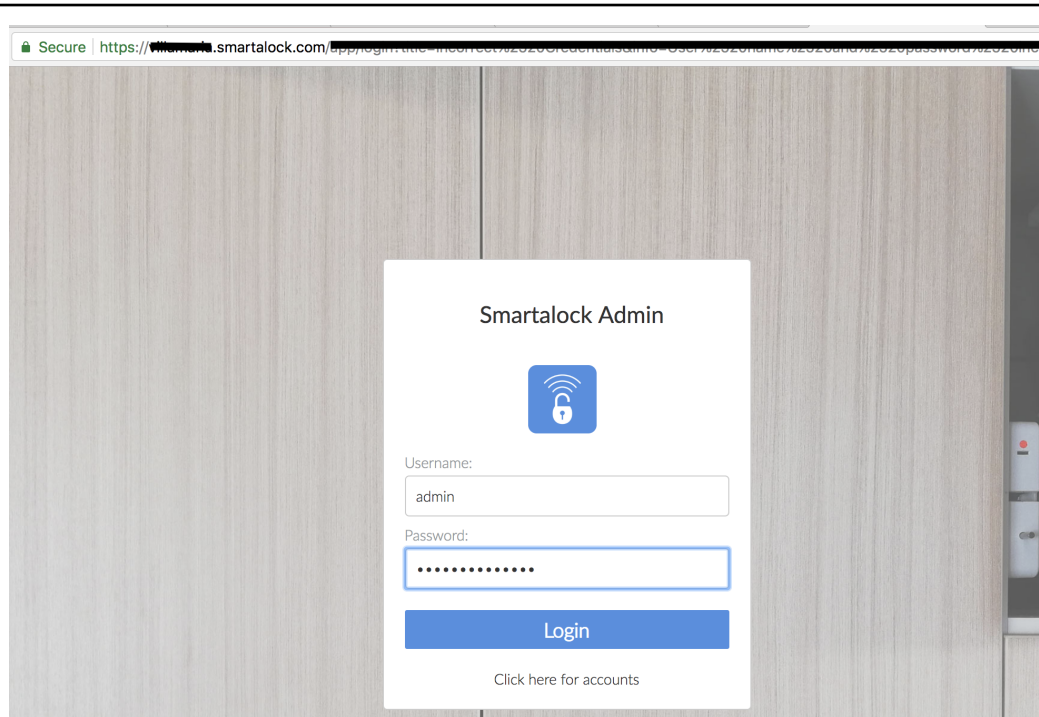 Secure https:// .smartalock.com/
Smartalock Admin
Username:
admin
Password:
••••••••••••••
Login
Click here for accounts